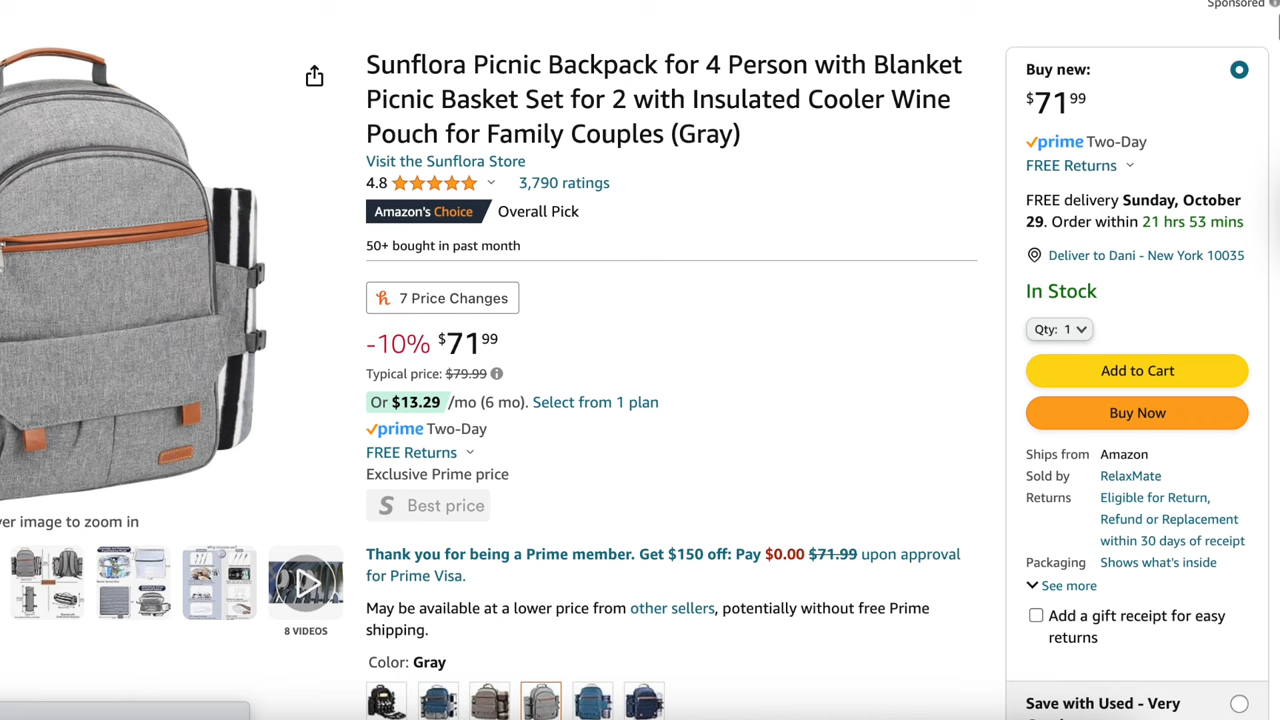 Sponsored
Sunflora Picnic Backpack for 4 Person with Blanket
Picnic Basket Set for 2 with Insulated Cooler Wine
Pouch for Family Couples (Gray)
Visit the Sunflora Store
4.8
3,790 ratings
Amazon's Choice
Overall Pick
50+ bought in past month
7 Price Changes
-10% $71 99
Typical price: $79.99
Or $13.29 /mo (6 mo). Select from 1 plan
prime Two-Day
FREE Returns
Exclusive Prime price
S Best price
Thank you for being a Prime member. Get $150 off: Pay $0.00 $71.99 upon approval
for Prime Visa.
May be available at a lower price from other sellers, potentially without free Prime
shipping.
Color: Gray
ver image to zoom in
8 VIDEOS
Buy new:
$71 99
prime Two-Day
FREE Returns
FREE delivery Sunday, October
29. Order within 21 hrs 53 mins
Deliver to Dani - New York 10035
In Stock
Qty: 1
Add to Cart
Buy Now
Ships from Amazon
Sold by RelaxMate
Returns Eligible for Return,
Refund or Replacement
within 30 days of receipt
Packaging Shows what's inside
See more
Add a gift receipt for easy
returns
Save with Used - Very